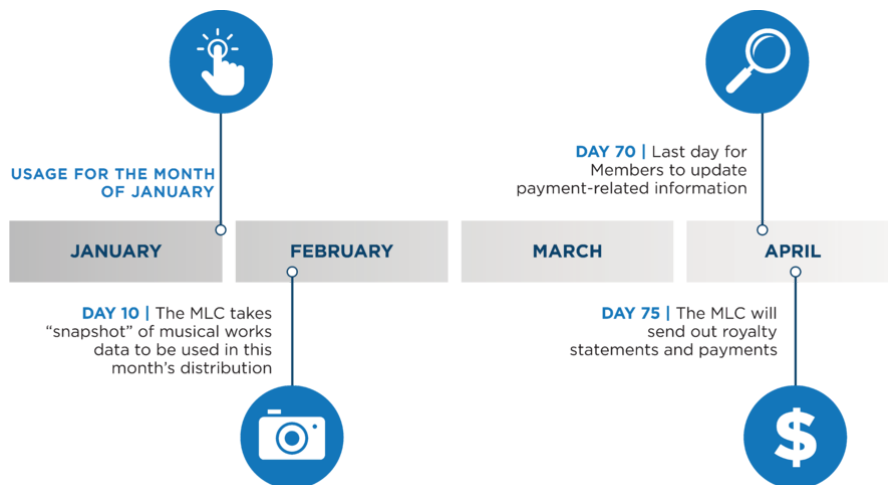 USAGE FOR THE MONTH
OF JANUARY
DAY 70 | Last day for
Members to update
payment-related information
JANUARY
FEBRUARY
MARCH
APRIL
DAY 10 | The MLC takes
“snapshot” of musical works
data to be used in this
month’s distribution
DAY 75 | The MLC will
send out royalty
statements and payments
$